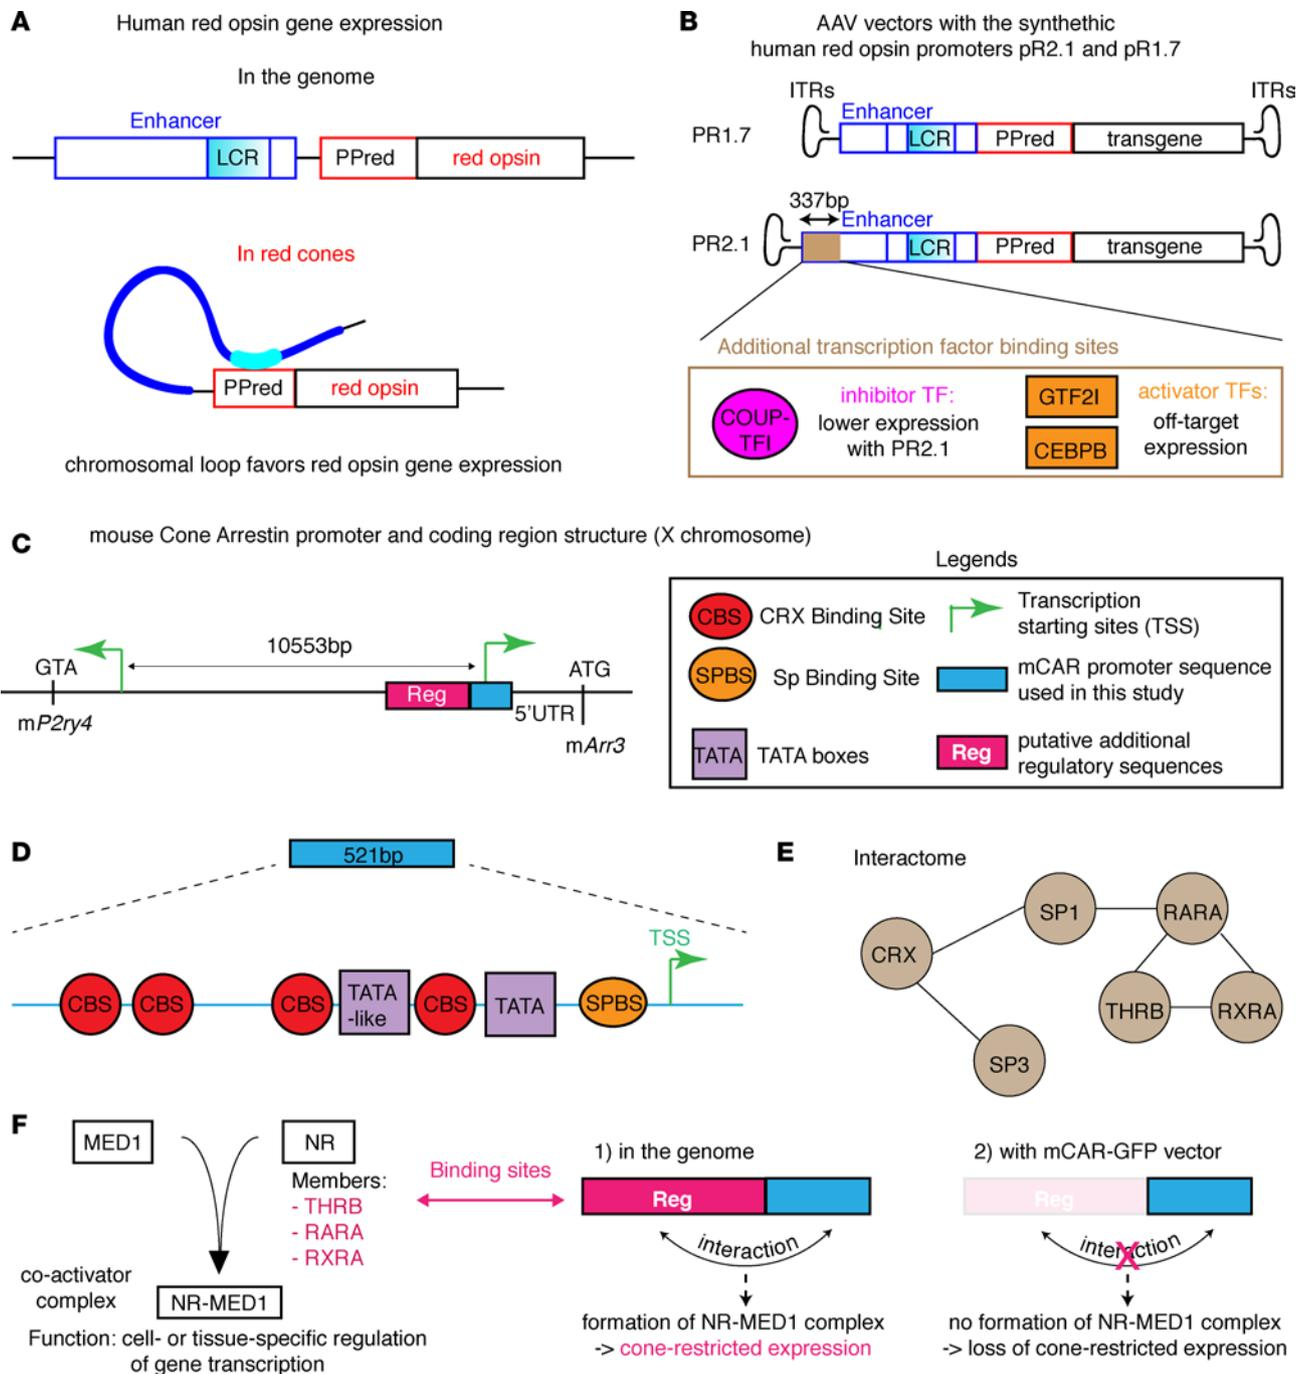 A
Human red opsin gene expression
In the genome
Enhancer
LCR
PPred
red opsin
In red cones
PPred
red opsin
chromosomal loop favors red opsin gene expression
B
AAV vectors with the synthethic
human red opsin promoters pR2.1 and pR1.7
ITRs
ITRs
Enhancer
PR1.7
LCR
PPred
transgene
337bp
Enhancer
PR2.1
LCR
PPred
transgene
Additional transcription factor binding sites
COUP-
TFI
inhibitor TF:
lower expression
with PR2.1
GTF2I
CEBPB
activator TFs:
off-target
expression
C
mouse Cone Arrestin promoter and coding region structure (X chromosome)
10553bp
GTA
ATG
Reg
5'UTR
mP2ry4
mArr3
Legends
CBS
CRX Binding Site
Transcription
starting sites (TSS)
SPBS
Sp Binding Site
mCAR promoter sequence
used in this study
TATA
TATA boxes
Reg
putative additional
regulatory sequences
D
521bp
TSS
CBS
CBS
CBS
TATA
-like
CBS
TATA
SPBS
E
Interactome
SP1
RARA
CRX
THRB
RXRA
SP3
F
MED1
NR
Members:
- THRB
- RARA
- RXRA
co-activator
complex
NR-MED1
Function: cell- or tissue-specific regulation
of gene transcription
Binding sites
1) in the genome
Reg
interaction
formation of NR-MED1 complex
-> cone-restricted expression
2) with mCAR-GFP vector
Reg
interaction
X
no formation of NR-MED1 complex
-> loss of cone-restricted expression